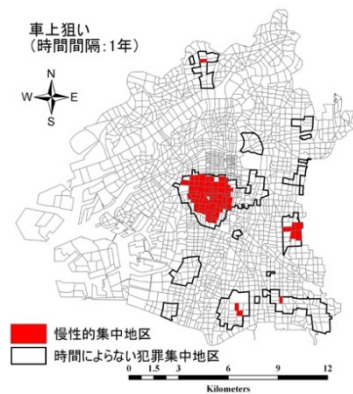 車上狙い
(時間間隔:1年)
N
W E
S
慢性的集中地区
時間によらない犯罪集中地区
0 1.5 3 6 9 12
Kilometers